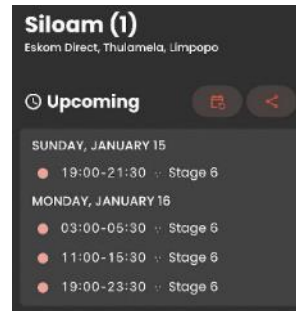 Siloam (1)
Eskom Direct, Thulamela, Limpopo
Upcoming
SUNDAY, JANUARY 15
19:00-21:30 Stage 6
MONDAY, JANUARY 16
03:00-05:30 Stage 6
11:00-15:30 Stage 6
19:00-23:30 Stage 6